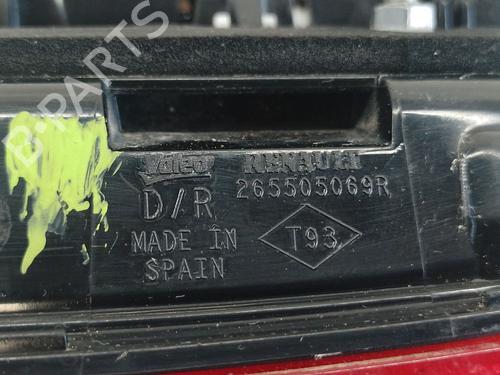 B-PARTS
Valeo RENAULT
D/R 265505069R
MADE IN
SPAIN
T93